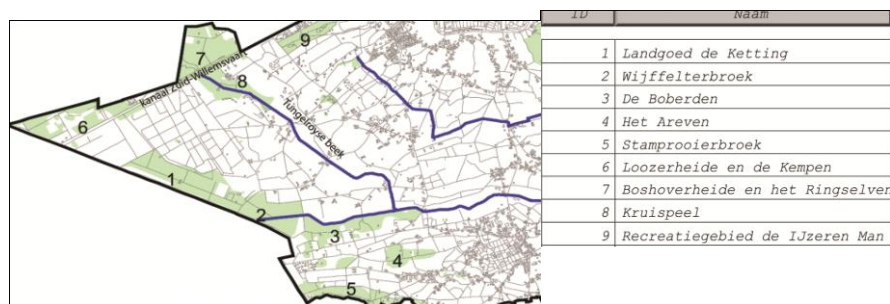 9
7
Kanaal Zuid-Willemsvaart
8
Tungelroyse beek
6
1
2
3
4
5
ID Naam
1 Landgoed de Ketting
2 Wijffelterbroek
3 De Boberden
4 Het Areven
5 Stamprooierbroek
6 Loozerheide en de Kempen
7 Boshoverheide en het Ringselven
8 Kruispeel
9 Recreatiegebied de IJzeren Man